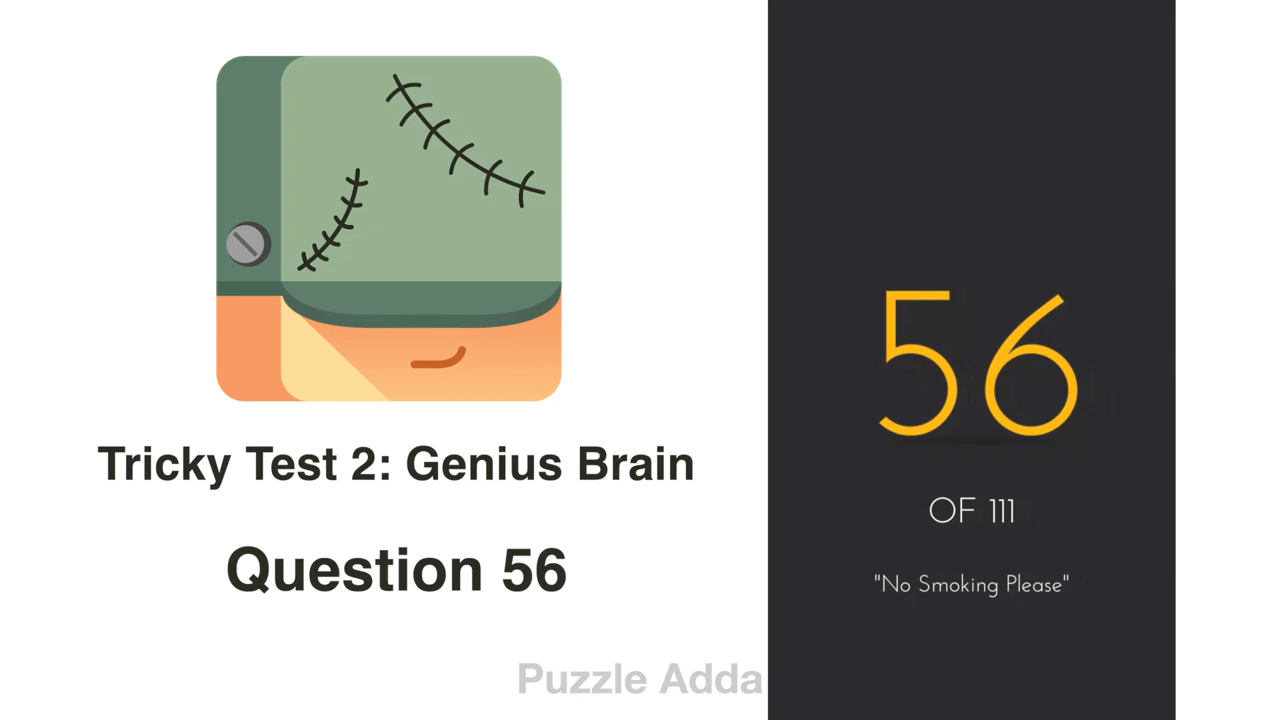 Tricky Test 2: Genius Brain
Question 56
Puzzle Adda
56
OF 111
"No Smoking Please"